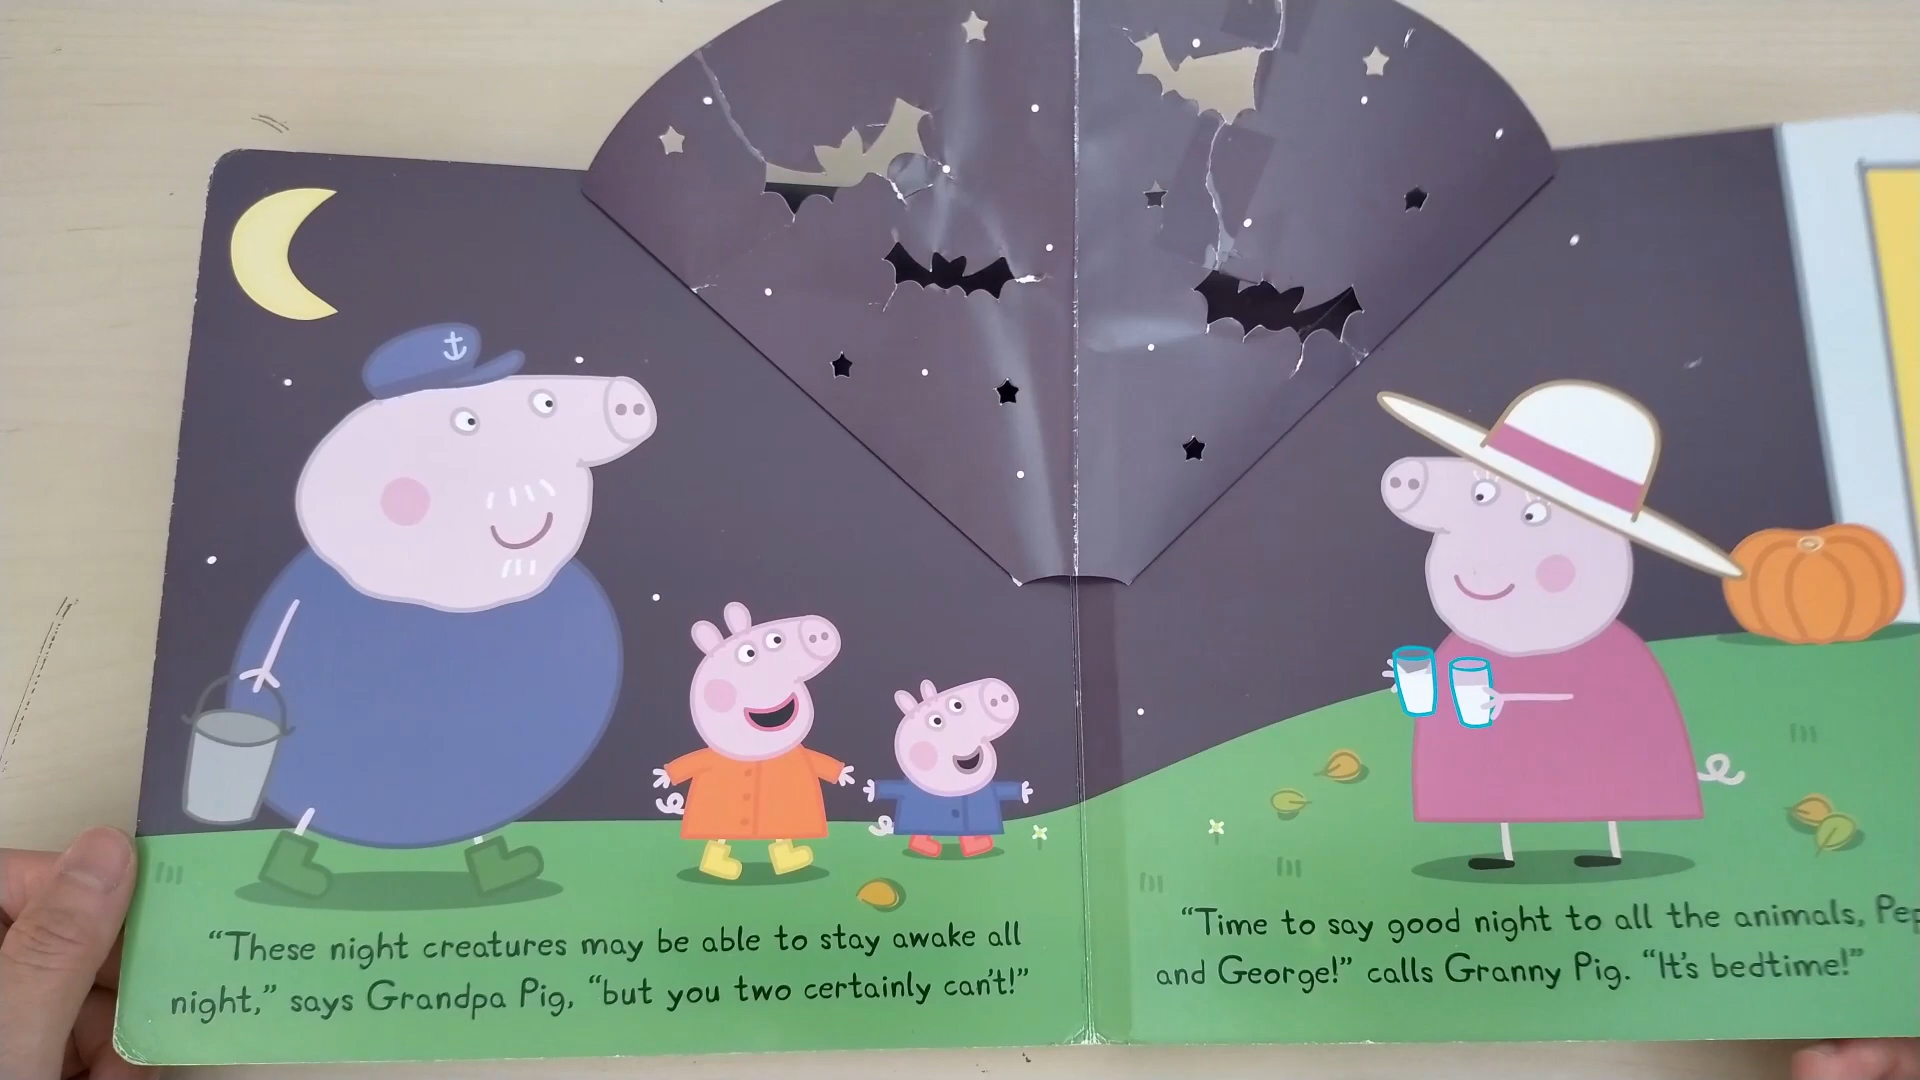 “These night creatures may be able to stay awake all
night,” says Grandpa Pig, “but you two certainly can't!”
“Time to say good night to all the animals,
and George!” calls Granny Pig. “It's bedtime!”